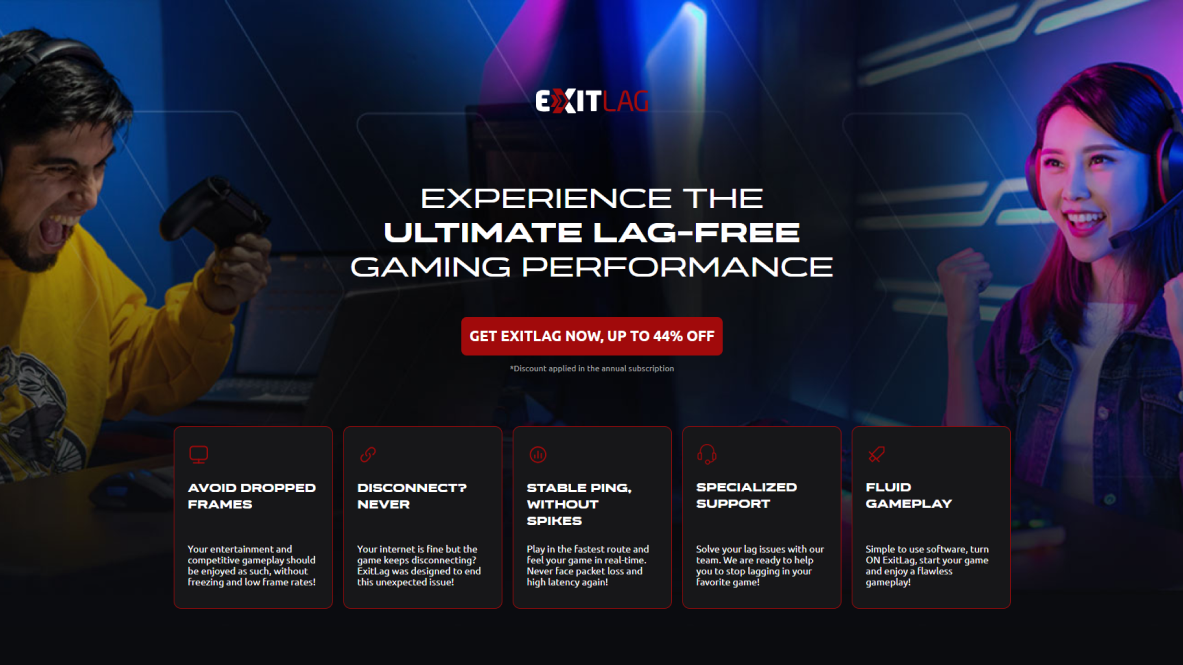 EXITLAG
EXPERIENCE THE
ULTIMATE LAG-FREE
GAMING PERFORMANCE
GET EXITLAG NOW, UP TO 44% OFF
*Discount applied in the annual subscription
AVOID DROPPED
FRAMES
Your entertainment and
competitive gameplay should
be enjoyed as such, without
freezing and low frame rates!
DISCONNECT?
NEVER
Your internet is fine but the
game keeps disconnecting?
ExitLag was designed to end
this unexpected issue!
STABLE PING,
WITHOUT
SPIKES
Play in the fastest route and
feel your game in real-time.
Never face packet loss and
high latency again!
SPECIALIZED
SUPPORT
Solve your lag issues with our
team. We are ready to help
you to stop lagging in your
favorite game!
FLUID
GAMEPLAY
Simple to use software, turn
ON ExitLag, start your game
and enjoy a flawless
gameplay!